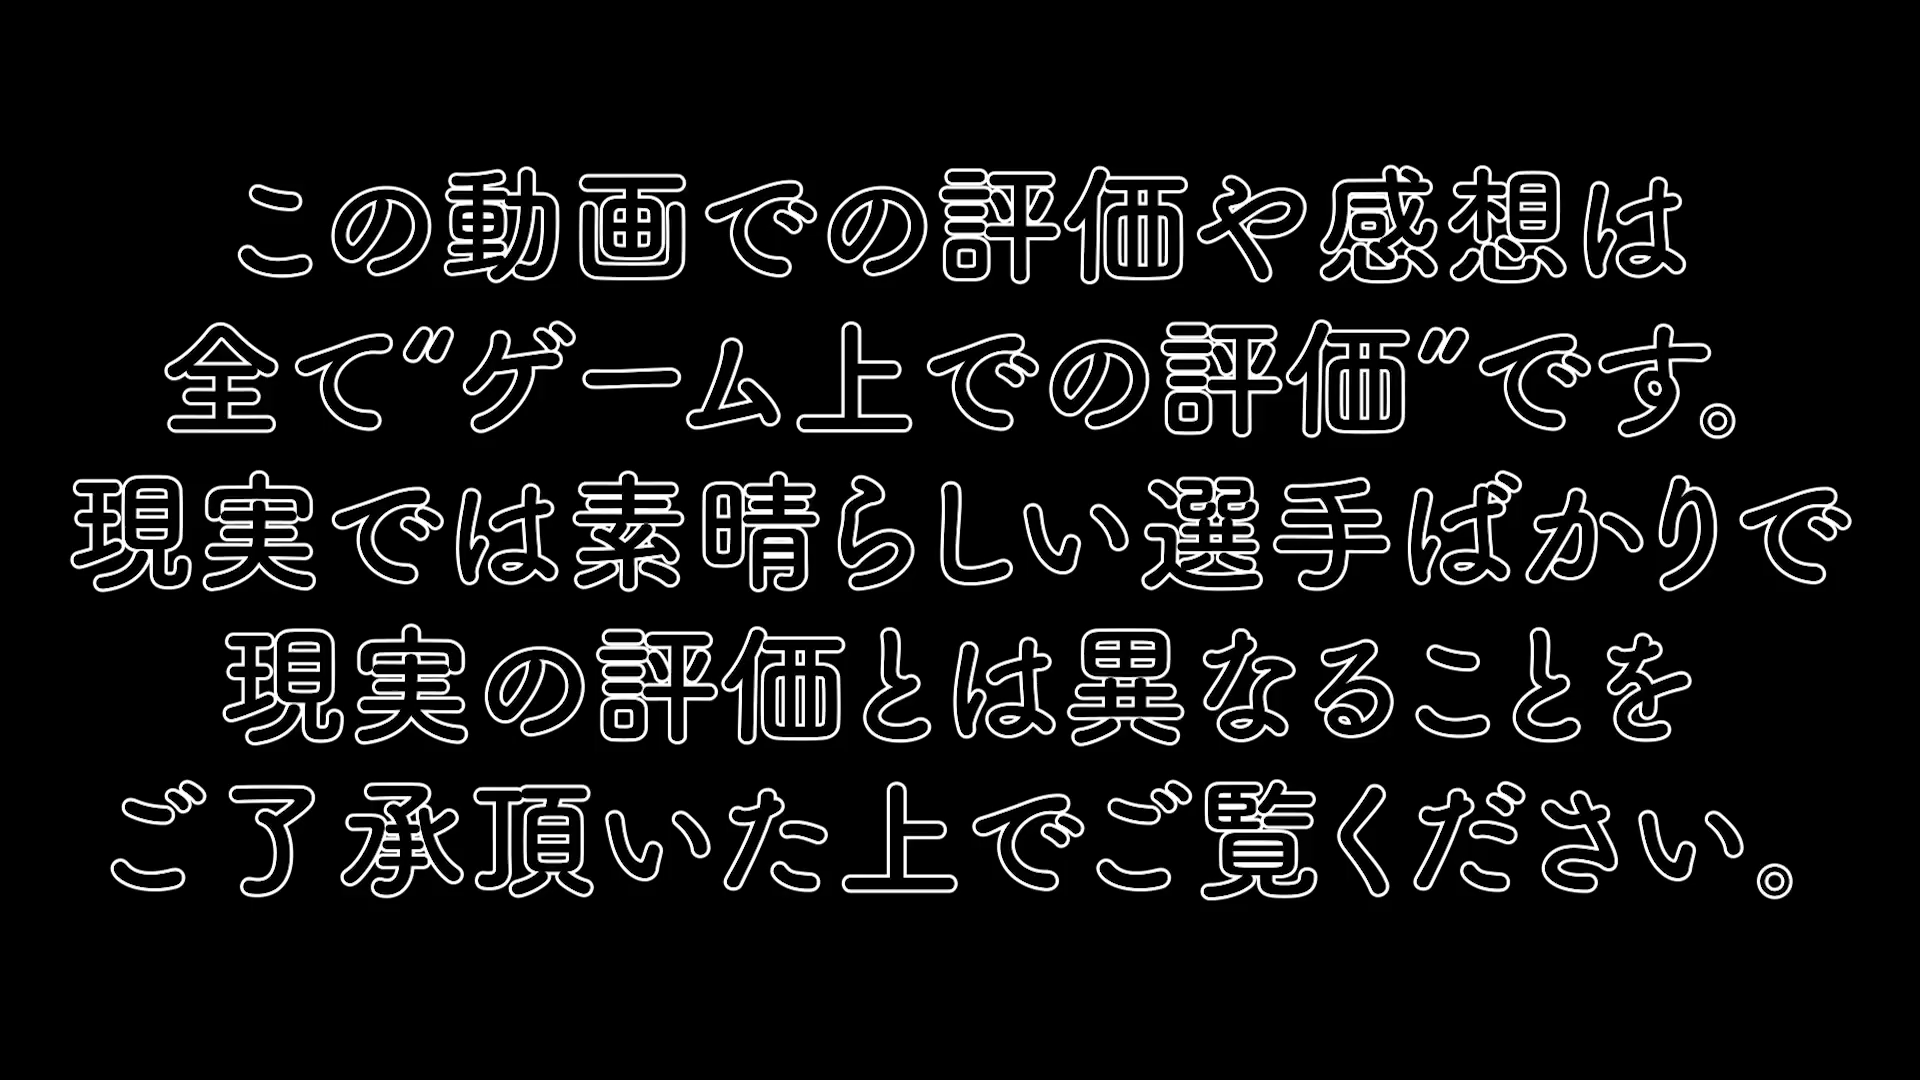 この動画での評価や感想は
全て“ゲーム上での評価”です。
現実では素晴らしい選手ばかりで
現実の評価とは異なることを
ご了承頂いた上でご覧ください。